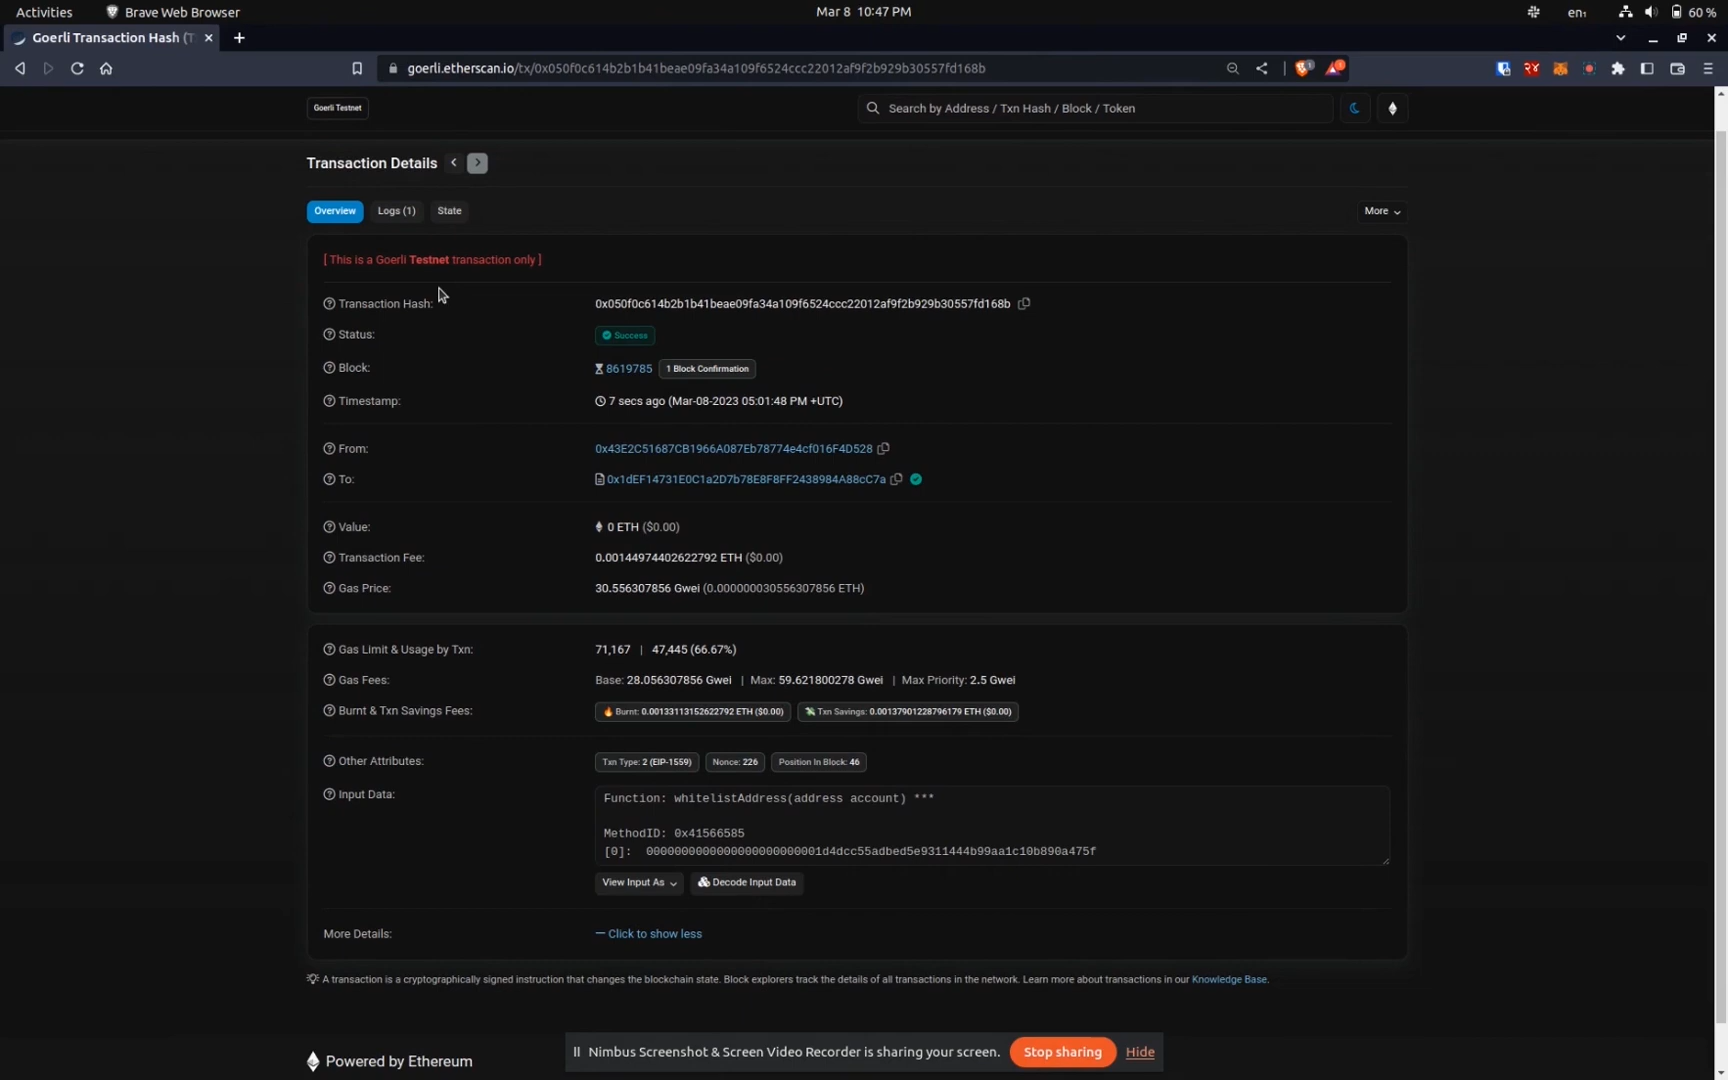 Activities
Brave Web Browser
Mar 8 10:47 PM
en1
60 %
Goerli Transaction Hash (T
goerli.etherscan.io/tx/0x050f0c614b2b1b41beae09fa34a109f6524ccc22012af9f2b929b30557fd168b
Goerli Testnet
Search by Address / Txn Hash / Block / Token
Transaction Details
Overview
Logs (1)
State
More
[ This is a Goerli Testnet transaction only ]
Transaction Hash:
0x050f0c614b2b1b41beae09fa34a109f6524ccc22012af9f2b929b30557fd168b
Status:
Success
Block:
8619785
1 Block Confirmation
Timestamp:
7 secs ago (Mar-08-2023 05:01:48 PM +UTC)
From:
0x43E2C51687CB1966A087Eb78774e4cf016F4D528
To:
0x1dEF14731E0C1a2D7b78E8F8FF2438984A88cC7a
Value:
0 ETH ($0.00)
Transaction Fee:
0.00144974402622792 ETH ($0.00)
Gas Price:
30.556307856 Gwei (0.000000030556307856 ETH)
Gas Limit & Usage by Txn:
71,167 | 47,445 (66.67%)
Gas Fees:
Base: 28.056307856 Gwei | Max: 59.621800278 Gwei | Max Priority: 2.5 Gwei
Burnt & Txn Savings Fees:
Burnt: 0.00133113152622792 ETH ($0.00)
Txn Savings: 0.00137901228796179 ETH ($0.00)
Other Attributes:
Txn Type: 2 (EIP-1559)
Nonce: 226
Position In Block: 46
Input Data:
Function: whitelistAddress(address account) ***
MethodID: 0x41566585
[0]: 0000000000000000000000001d4dcc55adbed5e9311444b99aa1c10b890a475f
View Input As
Decode Input Data
More Details:
— Click to show less
A transaction is a cryptographically signed instruction that changes the blockchain state. Block explorers track the details of all transactions in the network. Learn more about transactions in our Knowledge Base.
Powered by Ethereum
Nimbus Screenshot & Screen Video Recorder is sharing your screen.
Stop sharing
Hide